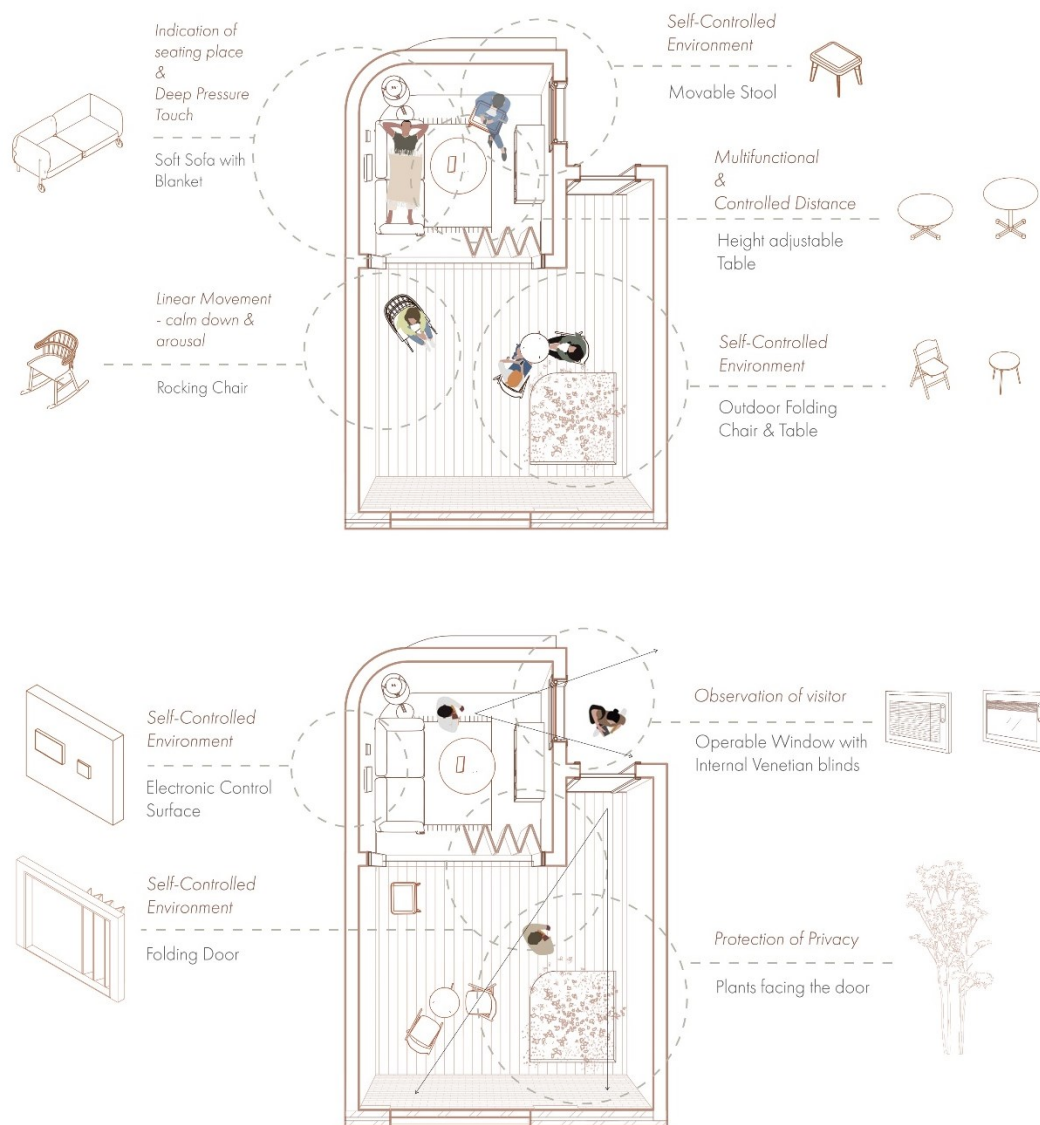 Indication of
seating place
&
Deep Pressure
Touch
Soft Sofa with
Blanket
Self-Controlled
Environment
Movable Stool
Multifunctional
&
Controlled Distance
Height adjustable
Table
Linear Movement
- calm down &
arousal
Rocking Chair
Self-Controlled
Environment
Outdoor Folding
Chair & Table
Self-Controlled
Environment
Electronic Control
Surface
Observation of visitor
Operable Window with
Internal Venetian blinds
Self-Controlled
Environment
Folding Door
Protection of Privacy
Plants facing the door